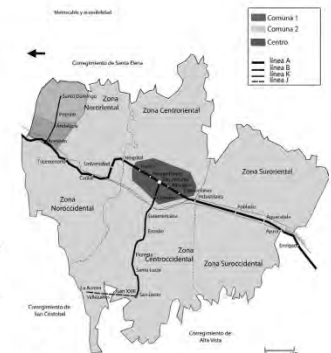 Metrocable y accesibilidad
Comuna 1
Comuna 2
Centro
línea A
línea B
línea K
línea J
Corregimiento de Santa Elena
Zona
Nororiental
Zona Centroriental
Santo Domingo
Popular
Andalucía
Acevedo
Tricentenario
Caribe
Universidad
Hospital
Zona Suroriental
Industriales
Poblado
Aguacatala
Ayurá
Envigado
Zona
Noroccidental
Suramericana
Estadio
Floresta
Santa Lucía
Zona
Centroccidental
Zona Suroccidental
La Aurora
Vallejuelos
Juan XXIII
San Javier
Corregimiento de
San Cristóbal
Corregimiento de
Alta Vista